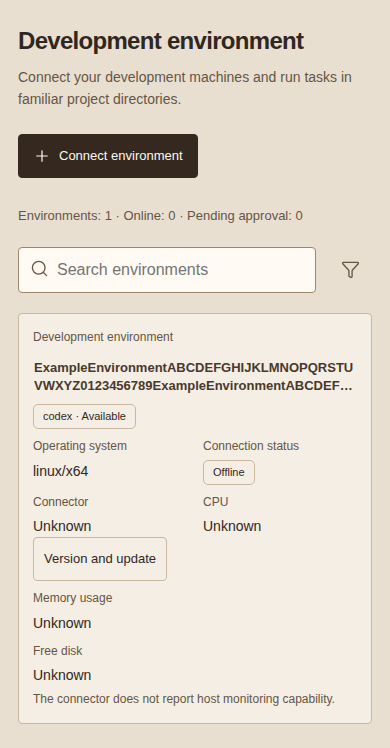 Development environment
Connect your development machines and run tasks in
familiar project directories.
Connect environment
Environments: 1 · Online: 0 · Pending approval: 0
Search environments
Development environment
ExampleEnvironmentABCDEFGHIJKLMNOPQRSTU
VWXYZ0123456789ExampleEnvironmentABCDEF…
codex · Available
Operating system
linux/x64
Connection status
Offline
Connector
Unknown
Version and update
CPU
Unknown
Memory usage
Unknown
Free disk
Unknown
The connector does not report host monitoring capability.